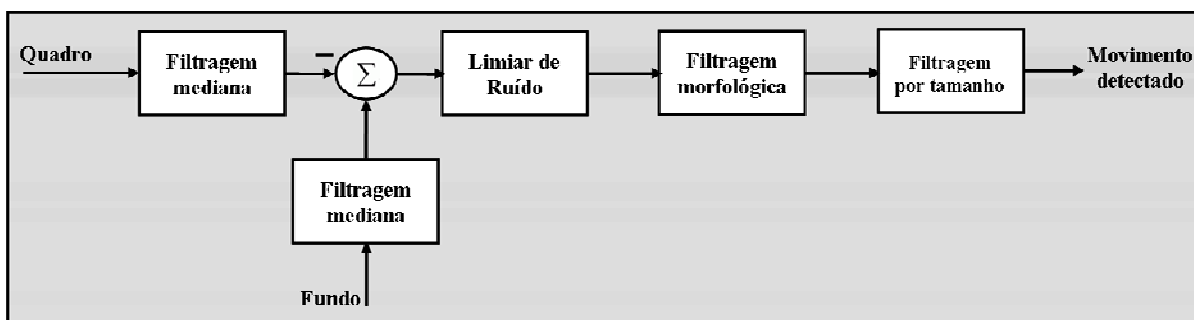 Quadro
Filtragem
mediana
−
Σ
Limiar de
Ruído
Filtragem
morfológica
Filtragem
por tamanho
Movimento
detectado
Filtragem
mediana
Fundo